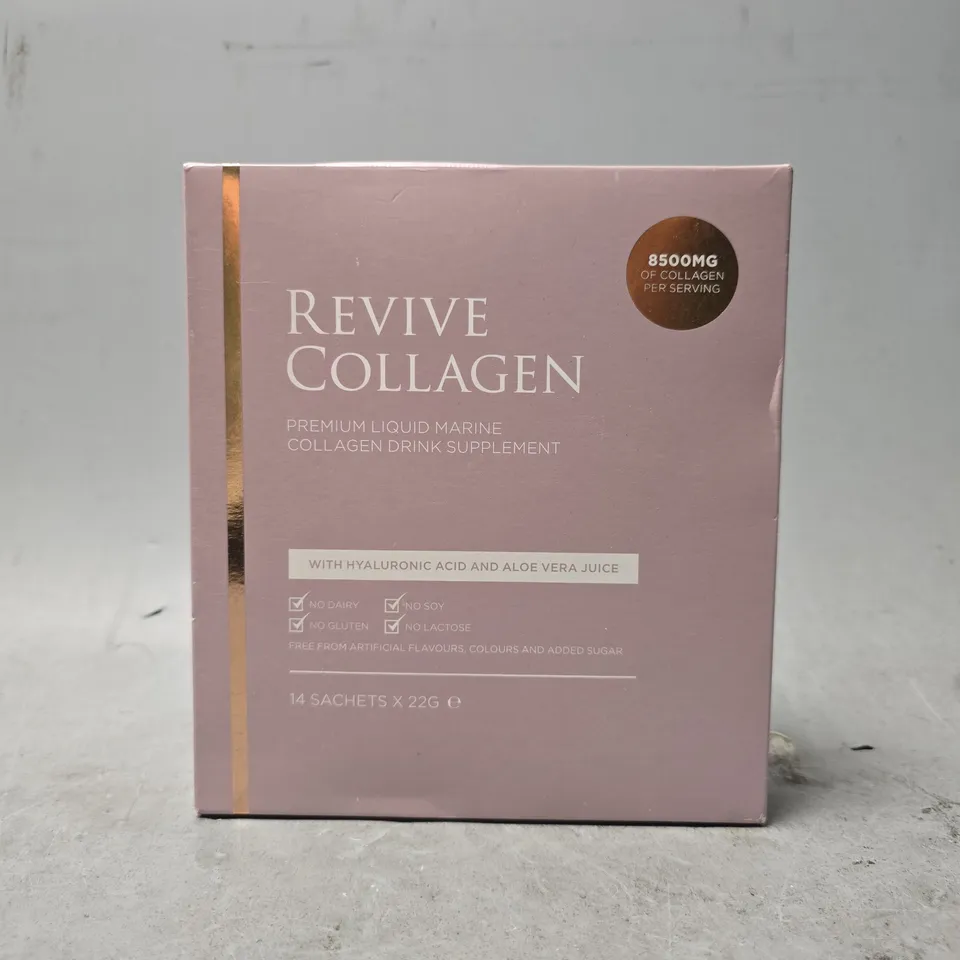 8500MG
OF COLLAGEN
PER SERVING
REVIVE
COLLAGEN
PREMIUM LIQUID MARINE
COLLAGEN DRINK SUPPLEMENT
WITH HYALURONIC ACID AND ALOE VERA JUICE
NO DAIRY NO SOY
NO GLUTEN NO LACTOSE
FREE FROM ARTIFICIAL FLAVOURS, COLOURS AND ADDED SUGAR
14 SACHETS X 22G ℮